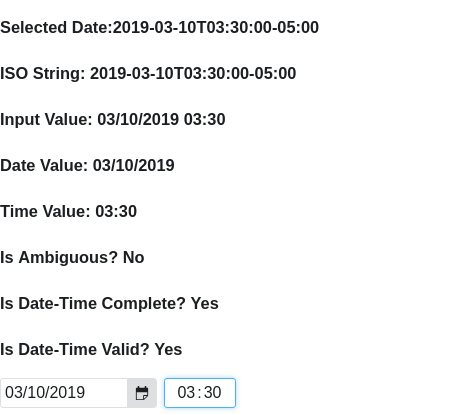 Selected Date:2019-03-10T03:30:00-05:00
ISO String: 2019-03-10T03:30:00-05:00
Input Value: 03/10/2019 03:30
Date Value: 03/10/2019
Time Value: 03:30
Is Ambiguous? No
Is Date-Time Complete? Yes
Is Date-Time Valid? Yes
03/10/2019 03:30